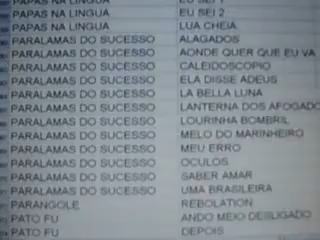 PAPAS NA LINGUA EU SEI 1
PAPAS NA LINGUA EU SEI 2
PAPAS NA LINGUA LUA CHEIA
PARALAMAS DO SUCESSO ALAGADOS
PARALAMAS DO SUCESSO AONDE QUER QUE EU VA
PARALAMAS DO SUCESSO CALEIDOSCOPIO
PARALAMAS DO SUCESSO ELA DISSE ADEUS
PARALAMAS DO SUCESSO LA BELLA LUNA
PARALAMAS DO SUCESSO LANTERNA DOS AFOGADO
PARALAMAS DO SUCESSO LOURINHA BOMBRIL
PARALAMAS DO SUCESSO MELO DO MARINHEIRO
PARALAMAS DO SUCESSO MEU ERRO
PARALAMAS DO SUCESSO OCULOS
PARALAMAS DO SUCESSO SABER AMAR
PARALAMAS DO SUCESSO UMA BRASILEIRA
PARANGOLE REBOLATION
PATO FU ANDO MEIO DESLIGADO
PATO FU DEPOIS